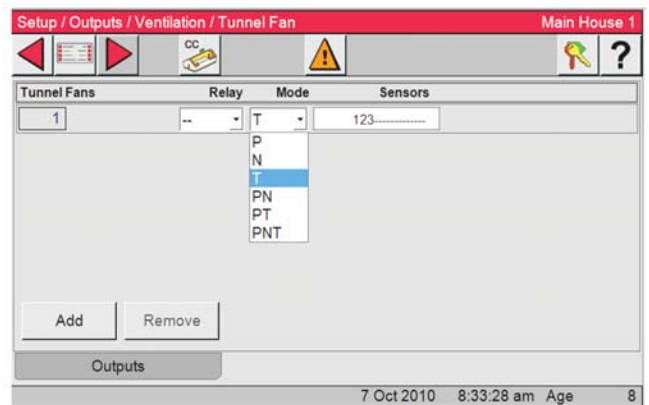 Setup / Outputs / Ventilation / Tunnel Fan Main House 1
CC
?
Tunnel Fans Relay Mode Sensors
1 -- T 123-------------
P
N
T
PN
PT
PNT
Add Remove
Outputs
7 Oct 2010 8:33:28 am Age 8